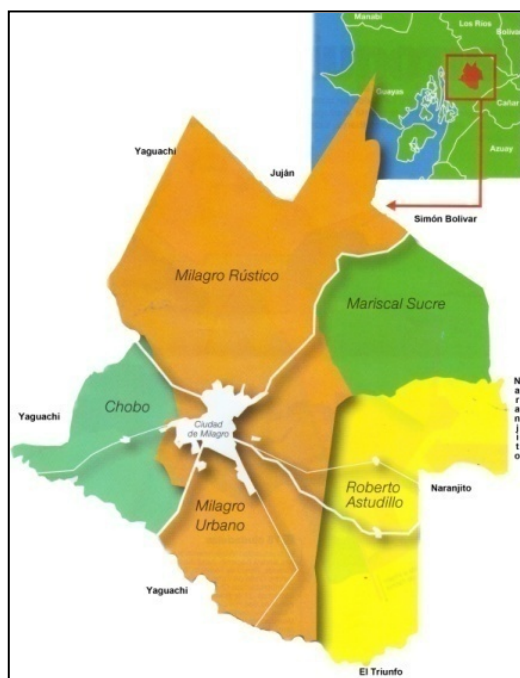 Manabí
Los Ríos
Bolívar
Guayas
Cañar
Azuay
Yaguachi
Juján
Simón Bolívar
Milagro Rústico
Mariscal Sucre
Chobo
Yaguachi
Ciudad
de Milagro
Naranjito
Roberto
Astudillo
Naranjito
Milagro
Urbano
Yaguachi
El Triunfo